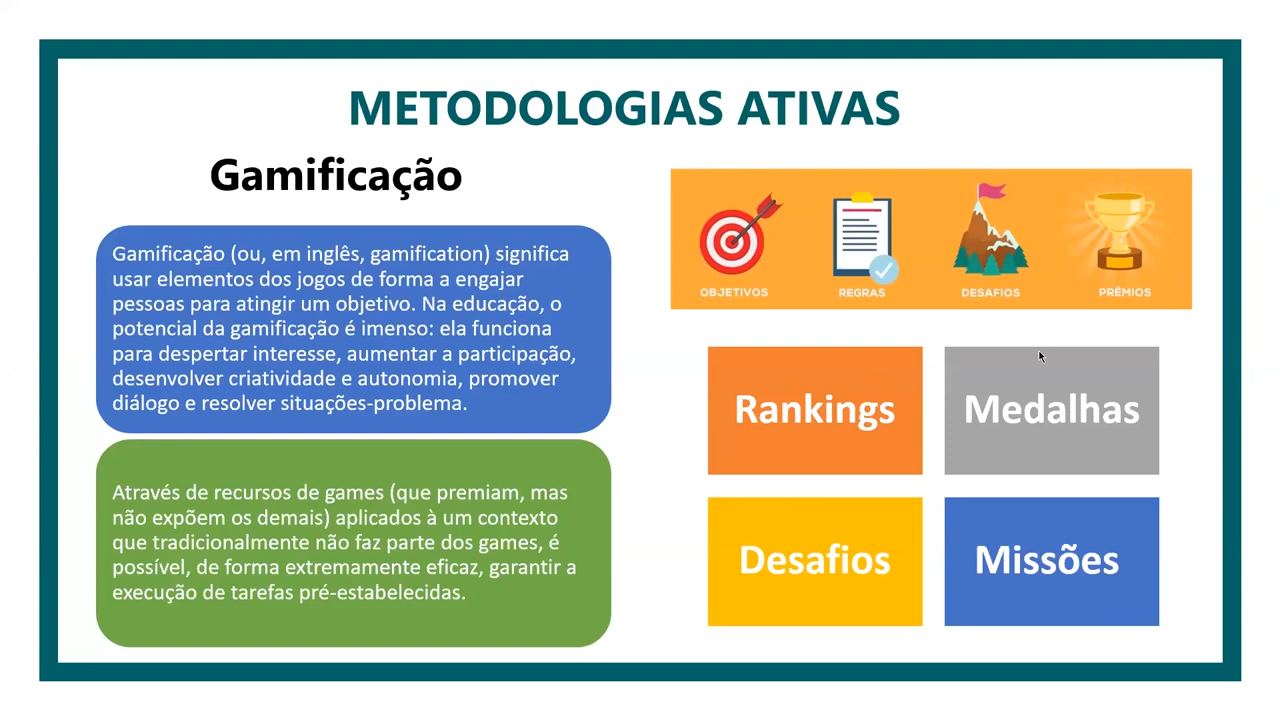 METODOLOGIAS ATIVAS
Gamificação
Gamificação (ou, em inglês, gamification) significa
usar elementos dos jogos de forma a engajar
pessoas para atingir um objetivo. Na educação, o
potencial da gamificação é imenso: ela funciona
para despertar interesse, aumentar a participação,
desenvolver criatividade e autonomia, promover
diálogo e resolver situações-problema.
Através de recursos de games (que premiam, mas
não expõem os demais) aplicados à um contexto
que tradicionalmente não faz parte dos games, é
possível, de forma extremamente eficaz, garantir a
execução de tarefas pré-estabelecidas.
OBJETIVOS
REGRAS
DESAFIOS
PRÊMIOS
Rankings
Medalhas
Desafios
Missões